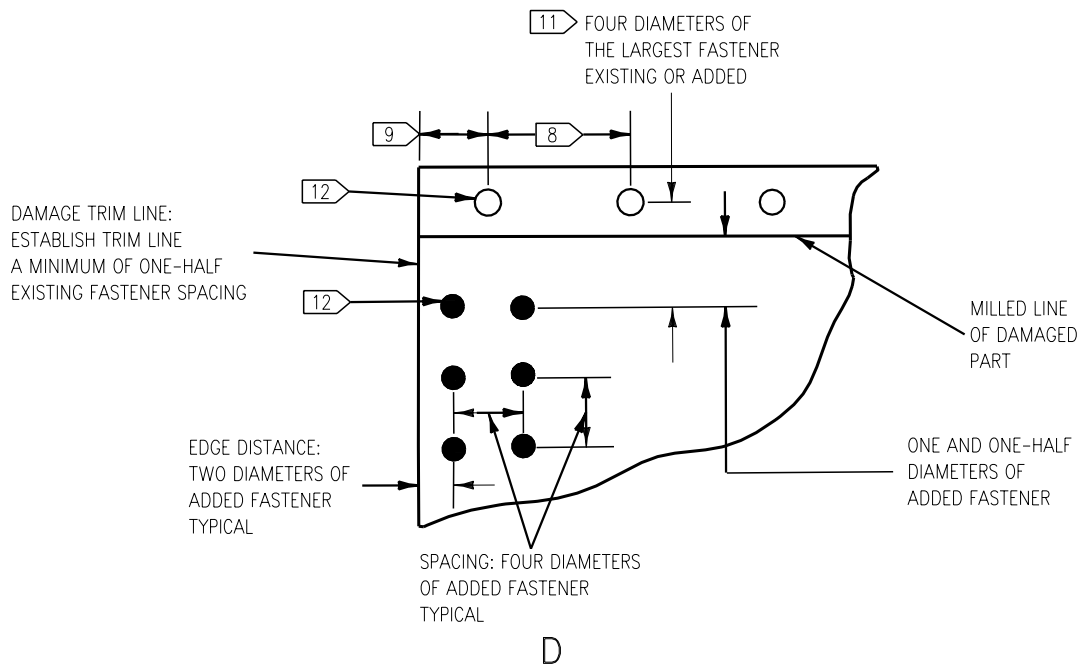 11
FOUR DIAMETERS OF
THE LARGEST FASTENER
EXISTING OR ADDED
9
8
12
DAMAGE TRIM LINE:
ESTABLISH TRIM LINE
A MINIMUM OF ONE-HALF
EXISTING FASTENER SPACING
12
MILLED LINE
OF DAMAGED
PART
EDGE DISTANCE:
TWO DIAMETERS OF
ADDED FASTENER
TYPICAL
ONE AND ONE-HALF
DIAMETERS OF
ADDED FASTENER
SPACING: FOUR DIAMETERS
OF ADDED FASTENER
TYPICAL
D